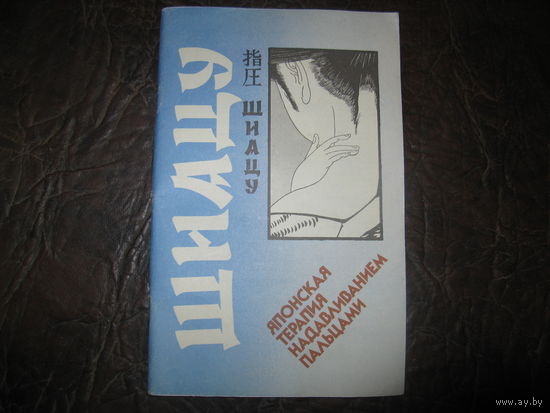 ШИАЦУ
指圧
ШИАЦУ
ЯПОНСКАЯ
ТЕРАПИЯ
НАДАВЛИВАНИЕМ
ПАЛЬЦАМИ
www.ay.by